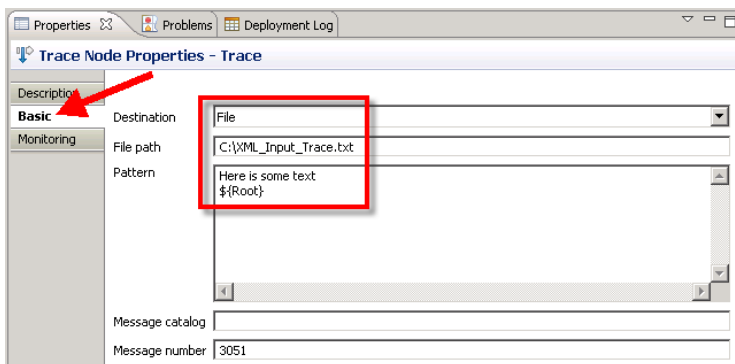 Properties Problems Deployment Log
Trace Node Properties - Trace
Description
Basic
Monitoring
Destination File
File path C:\XML_Input_Trace.txt
Pattern Here is some text
${Root}
Message catalog
Message number 3051